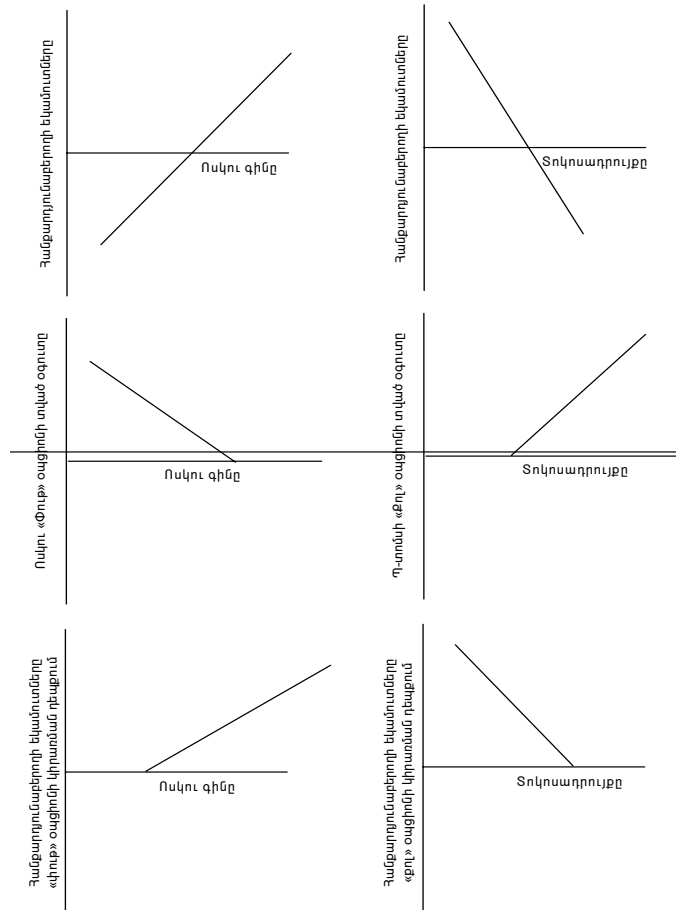 Հանքարդյունաբերողի եկամուտները
Ոսկու գինը
Հանքարդյունաբերողի եկամուտները
Տոկոսադրույքը
Ոսկու «Փութ» օպցիոնի տված օգուտը
Ոսկու գինը
Պ-տոմսի «Քոլ» օպցիոնի տված օգուտը
Տոկոսադրույքը
Հանքարդյունաբերողի եկամուտները
«փութ» օպցիոնի կիրառման դեպքում
Ոսկու գինը
Հանքարդյունաբերողի եկամուտները
«քոլ» օպցիոնի կիրառման դեպքում
Տոկոսադրույքը